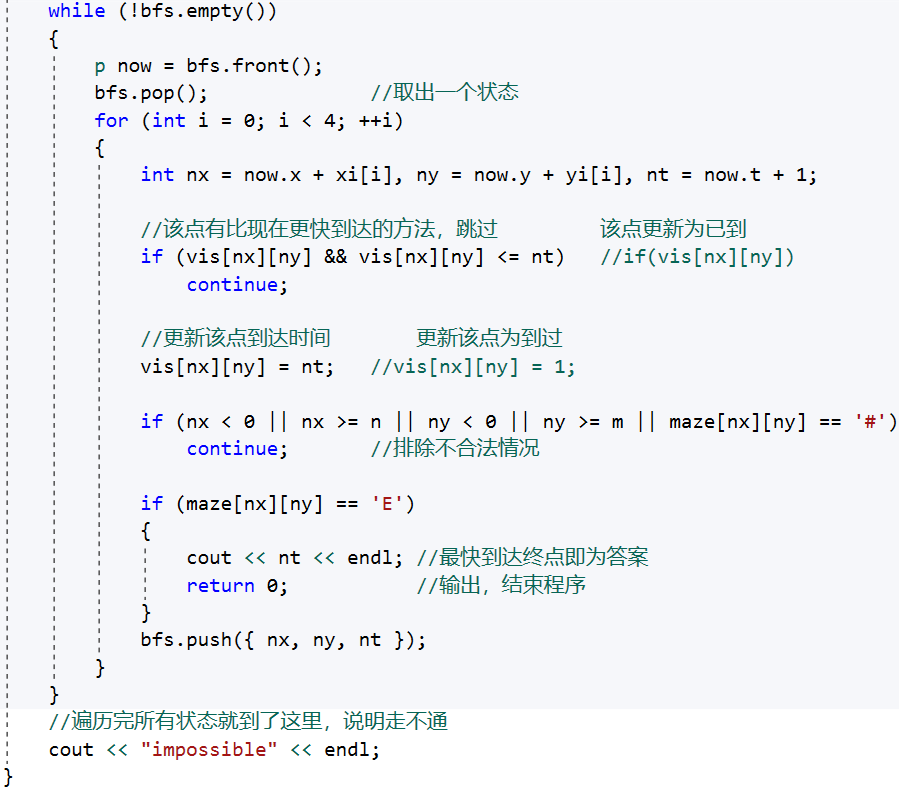 while (!bfs.empty())
{
p now = bfs.front();
bfs.pop(); //取出一个状态
for (int i = 0; i < 4; ++i)
{
int nx = now.x + xi[i], ny = now.y + yi[i], nt = now.t + 1;
//该点有比现在更快到达的方法，跳过 该点更新为已到
if (vis[nx][ny] && vis[nx][ny] <= nt) //if(vis[nx][ny])
continue;
//更新该点到达时间 更新该点为到过
vis[nx][ny] = nt; //vis[nx][ny] = 1;
if (nx < 0 || nx >= n || ny < 0 || ny >= m || maze[nx][ny] == '#')
continue; //排除不合法情况
if (maze[nx][ny] == 'E')
{
cout << nt << endl; //最快到达终点即为答案
return 0; //输出，结束程序
}
bfs.push({ nx, ny, nt });
}
}
//遍历完所有状态就到了这里，说明走不通
cout << "impossible" << endl;
}